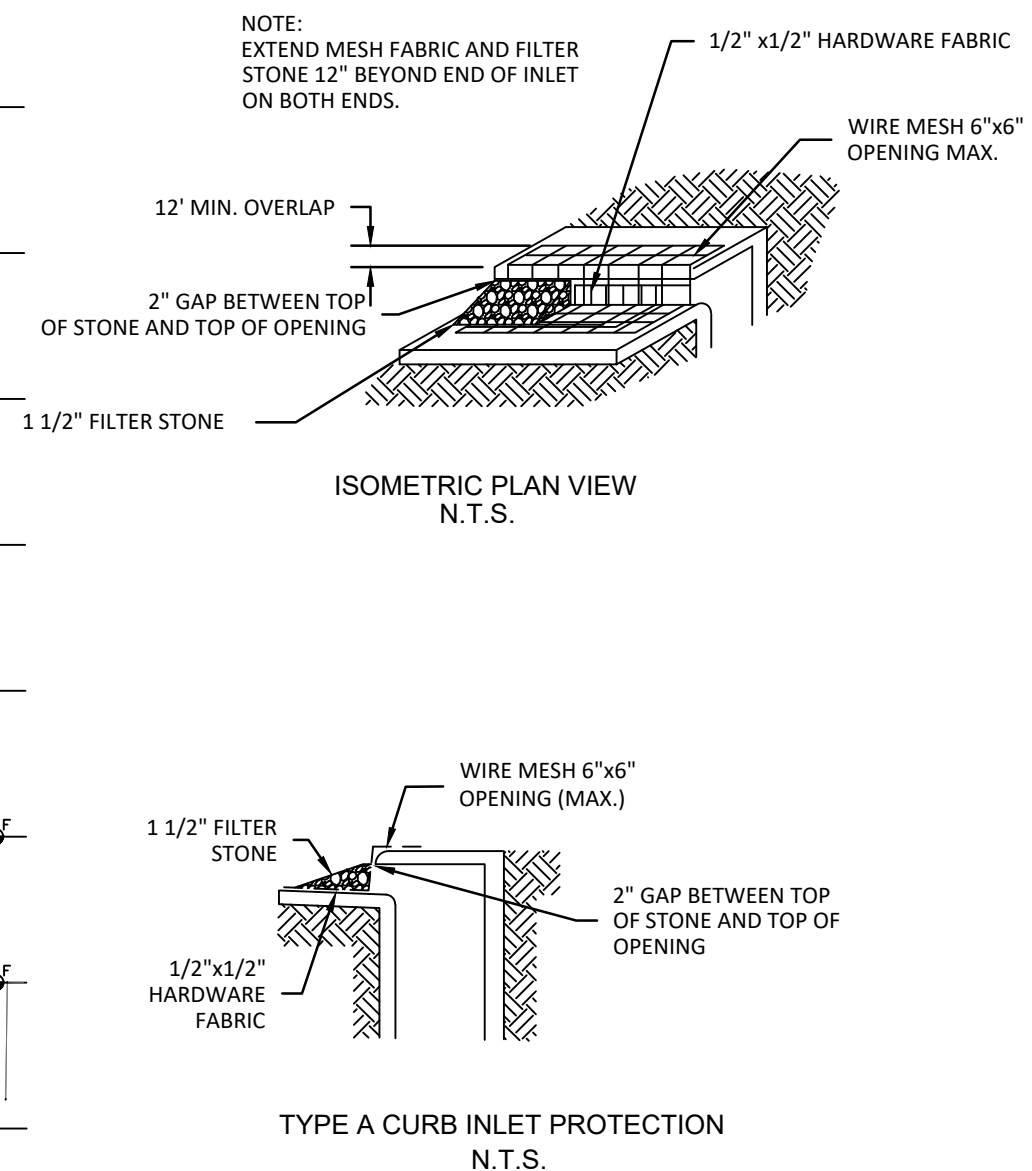 NOTE:
EXTEND MESH FABRIC AND FILTER
STONE 12" BEYOND END OF INLET
ON BOTH ENDS.
1/2" x1/2" HARDWARE FABRIC
WIRE MESH 6"x6"
OPENING MAX.
12' MIN. OVERLAP
2" GAP BETWEEN TOP
OF STONE AND TOP OF OPENING
1 1/2" FILTER STONE
ISOMETRIC PLAN VIEW
N.T.S.
WIRE MESH 6"x6"
OPENING (MAX.)
1 1/2" FILTER
STONE
2" GAP BETWEEN TOP
OF STONE AND TOP OF
OPENING
1/2"x1/2"
HARDWARE
FABRIC
F
F
TYPE A CURB INLET PROTECTION
N.T.S.